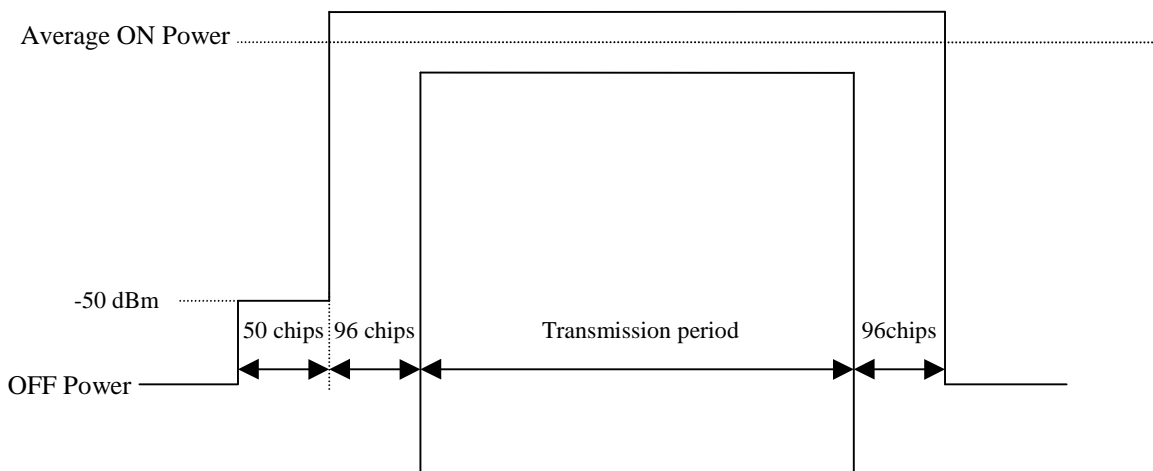 Average ON Power
-50 dBm
50 chips 96 chips Transmission period 96chips
OFF Power